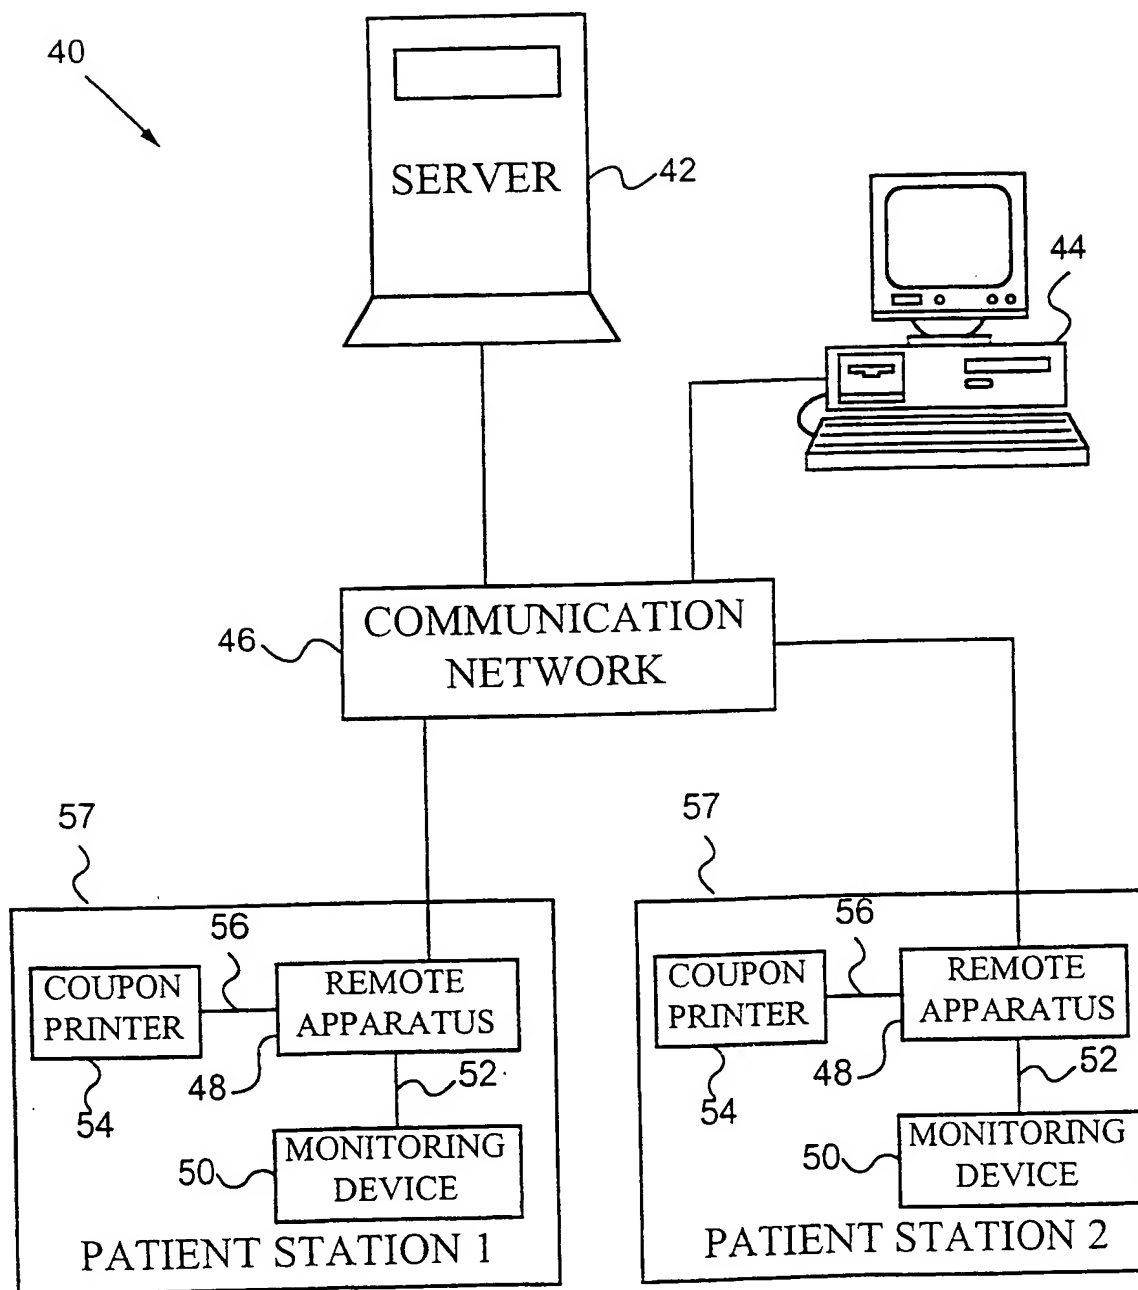 40
SERVER
42
44
COMMUNICATION
NETWORK
46
57
56
COUPON
PRINTER
REMOTE
APPARATUS
54
48
52
50
MONITORING
DEVICE
PATIENT STATION 1
57
56
COUPON
PRINTER
REMOTE
APPARATUS
54
48
52
50
MONITORING
DEVICE
PATIENT STATION 2